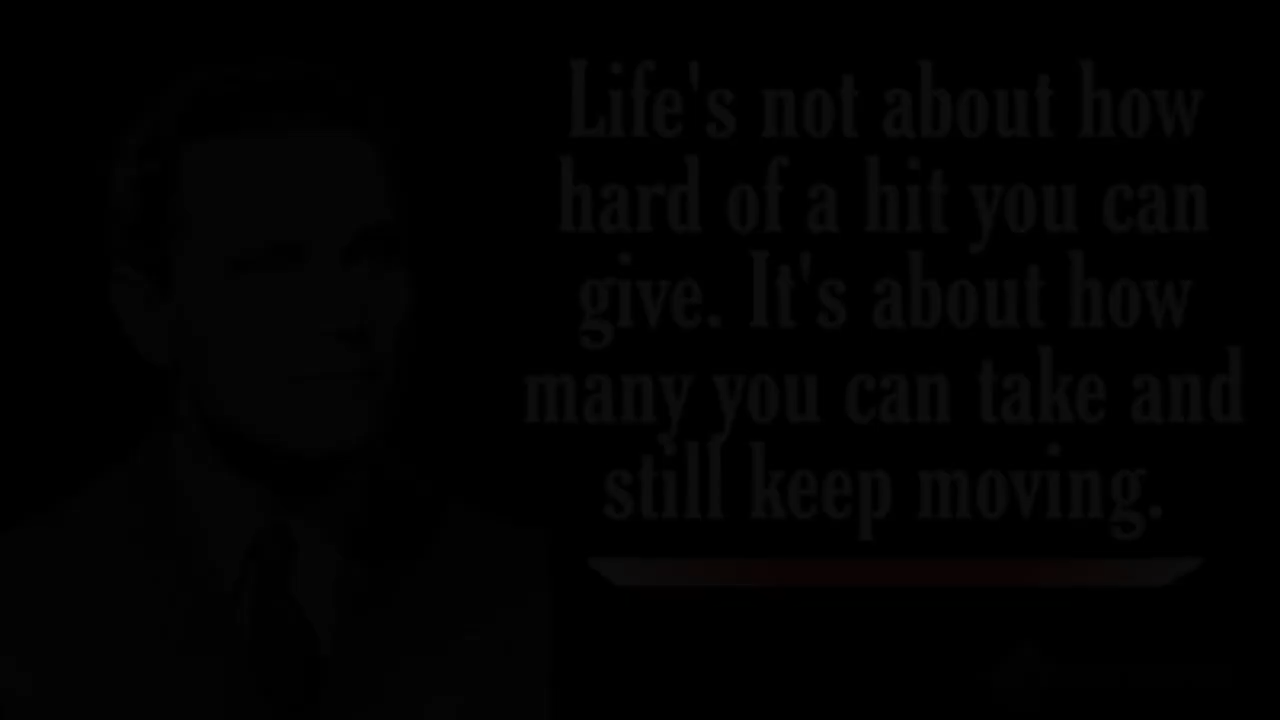 Life's not about how
hard of a hit you can
give. It's about how
many you can take and
still keep moving.